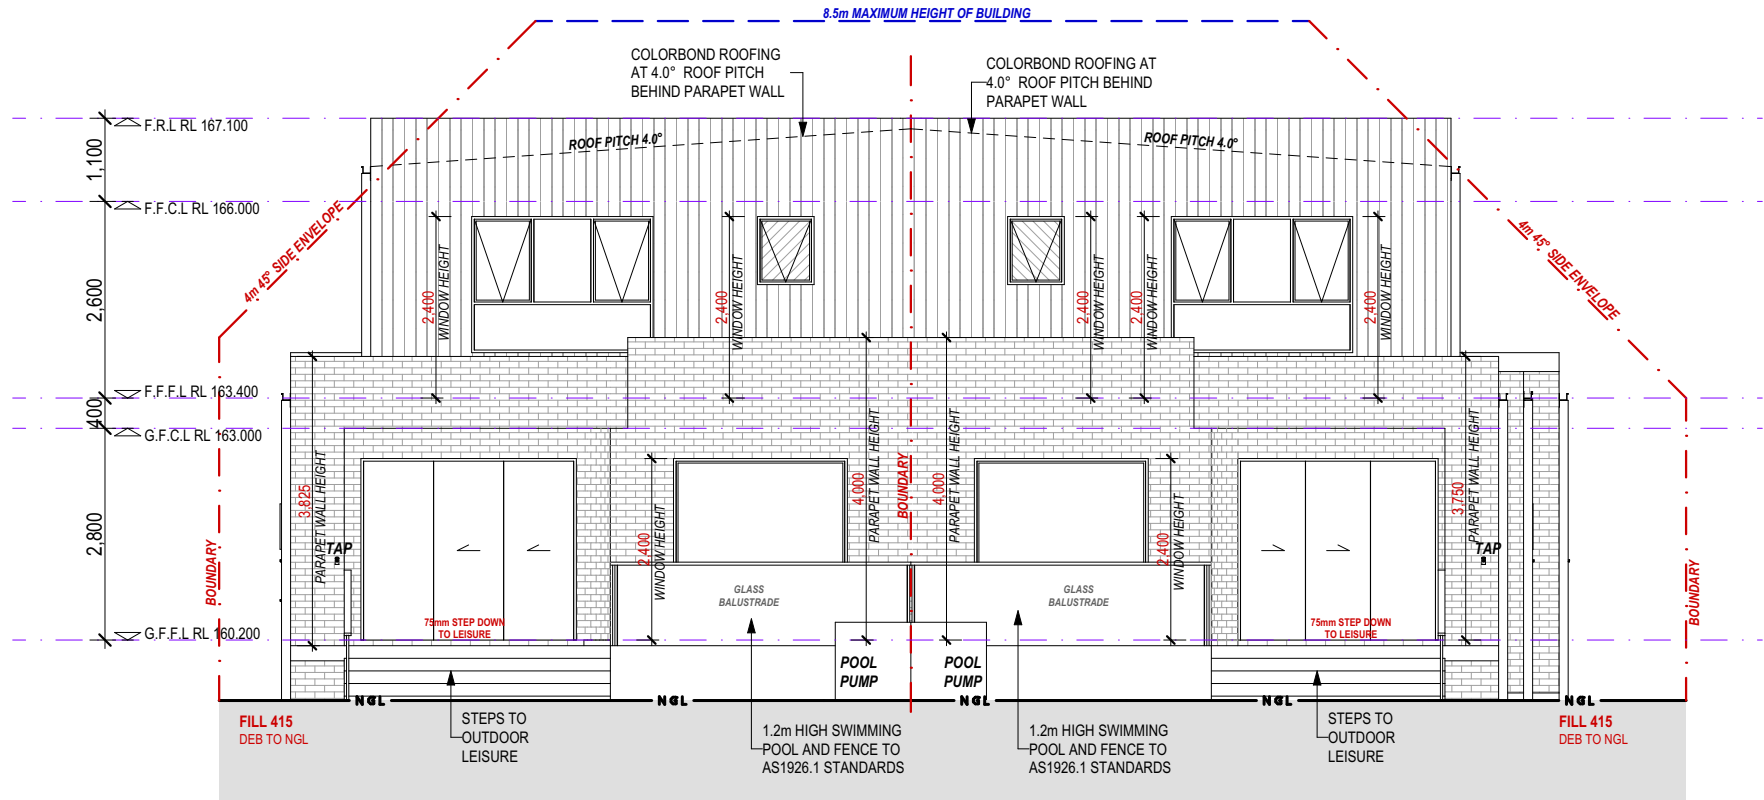 8.5m MAXIMUM HEIGHT OF BUILDING
COLORBOND ROOFING
AT 4.0° ROOF PITCH
BEHIND PARAPET WALL
COLORBOND ROOFING AT
4.0° ROOF PITCH BEHIND
PARAPET WALL
F.R.L RL 167.100
1,100
ROOF PITCH 4.0°
ROOF PITCH 4.0°
F.F.C.L RL 166.000
4m 45° SIDE ENVELOPE
4m 45° SIDE ENVELOPE
2,600
2,400
WINDOW HEIGHT
2,400
WINDOW HEIGHT
2,400
WINDOW HEIGHT
2,400
WINDOW HEIGHT
2,400
WINDOW HEIGHT
F.F.F.L RL 163.400
400
G.F.C.L RL 163.000
2,800
3,825
PARAPET WALL HEIGHT
TAP
2,400
WINDOW HEIGHT
4,000
PARAPET WALL HEIGHT
BOUNDARY
4,000
PARAPET WALL HEIGHT
2,400
WINDOW HEIGHT
3,750
PARAPET WALL HEIGHT
TAP
BOUNDARY
BOUNDARY
GLASS
BALUSTRADE
GLASS
BALUSTRADE
75mm STEP DOWN
TO LEISURE
75mm STEP DOWN
TO LEISURE
G.F.F.L RL 160.200
POOL
PUMP
POOL
PUMP
NGL
NGL
NGL
NGL
NGL
FILL 415
DEB TO NGL
STEPS TO
OUTDOOR
LEISURE
1.2m HIGH SWIMMING
POOL AND FENCE TO
AS1926.1 STANDARDS
1.2m HIGH SWIMMING
POOL AND FENCE TO
AS1926.1 STANDARDS
STEPS TO
OUTDOOR
LEISURE
FILL 415
DEB TO NGL